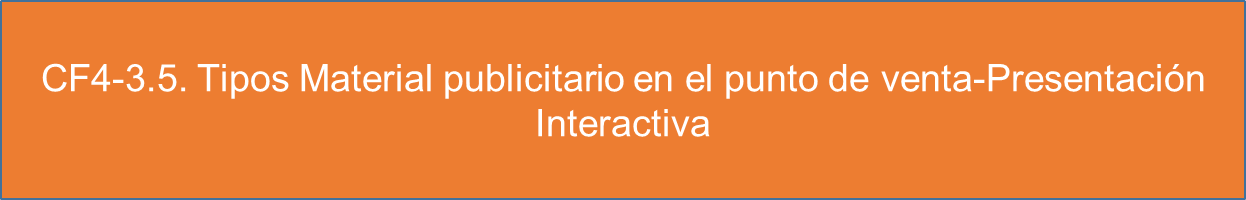 CF4-3.5. Tipos Material publicitario en el punto de venta-Presentación
Interactiva